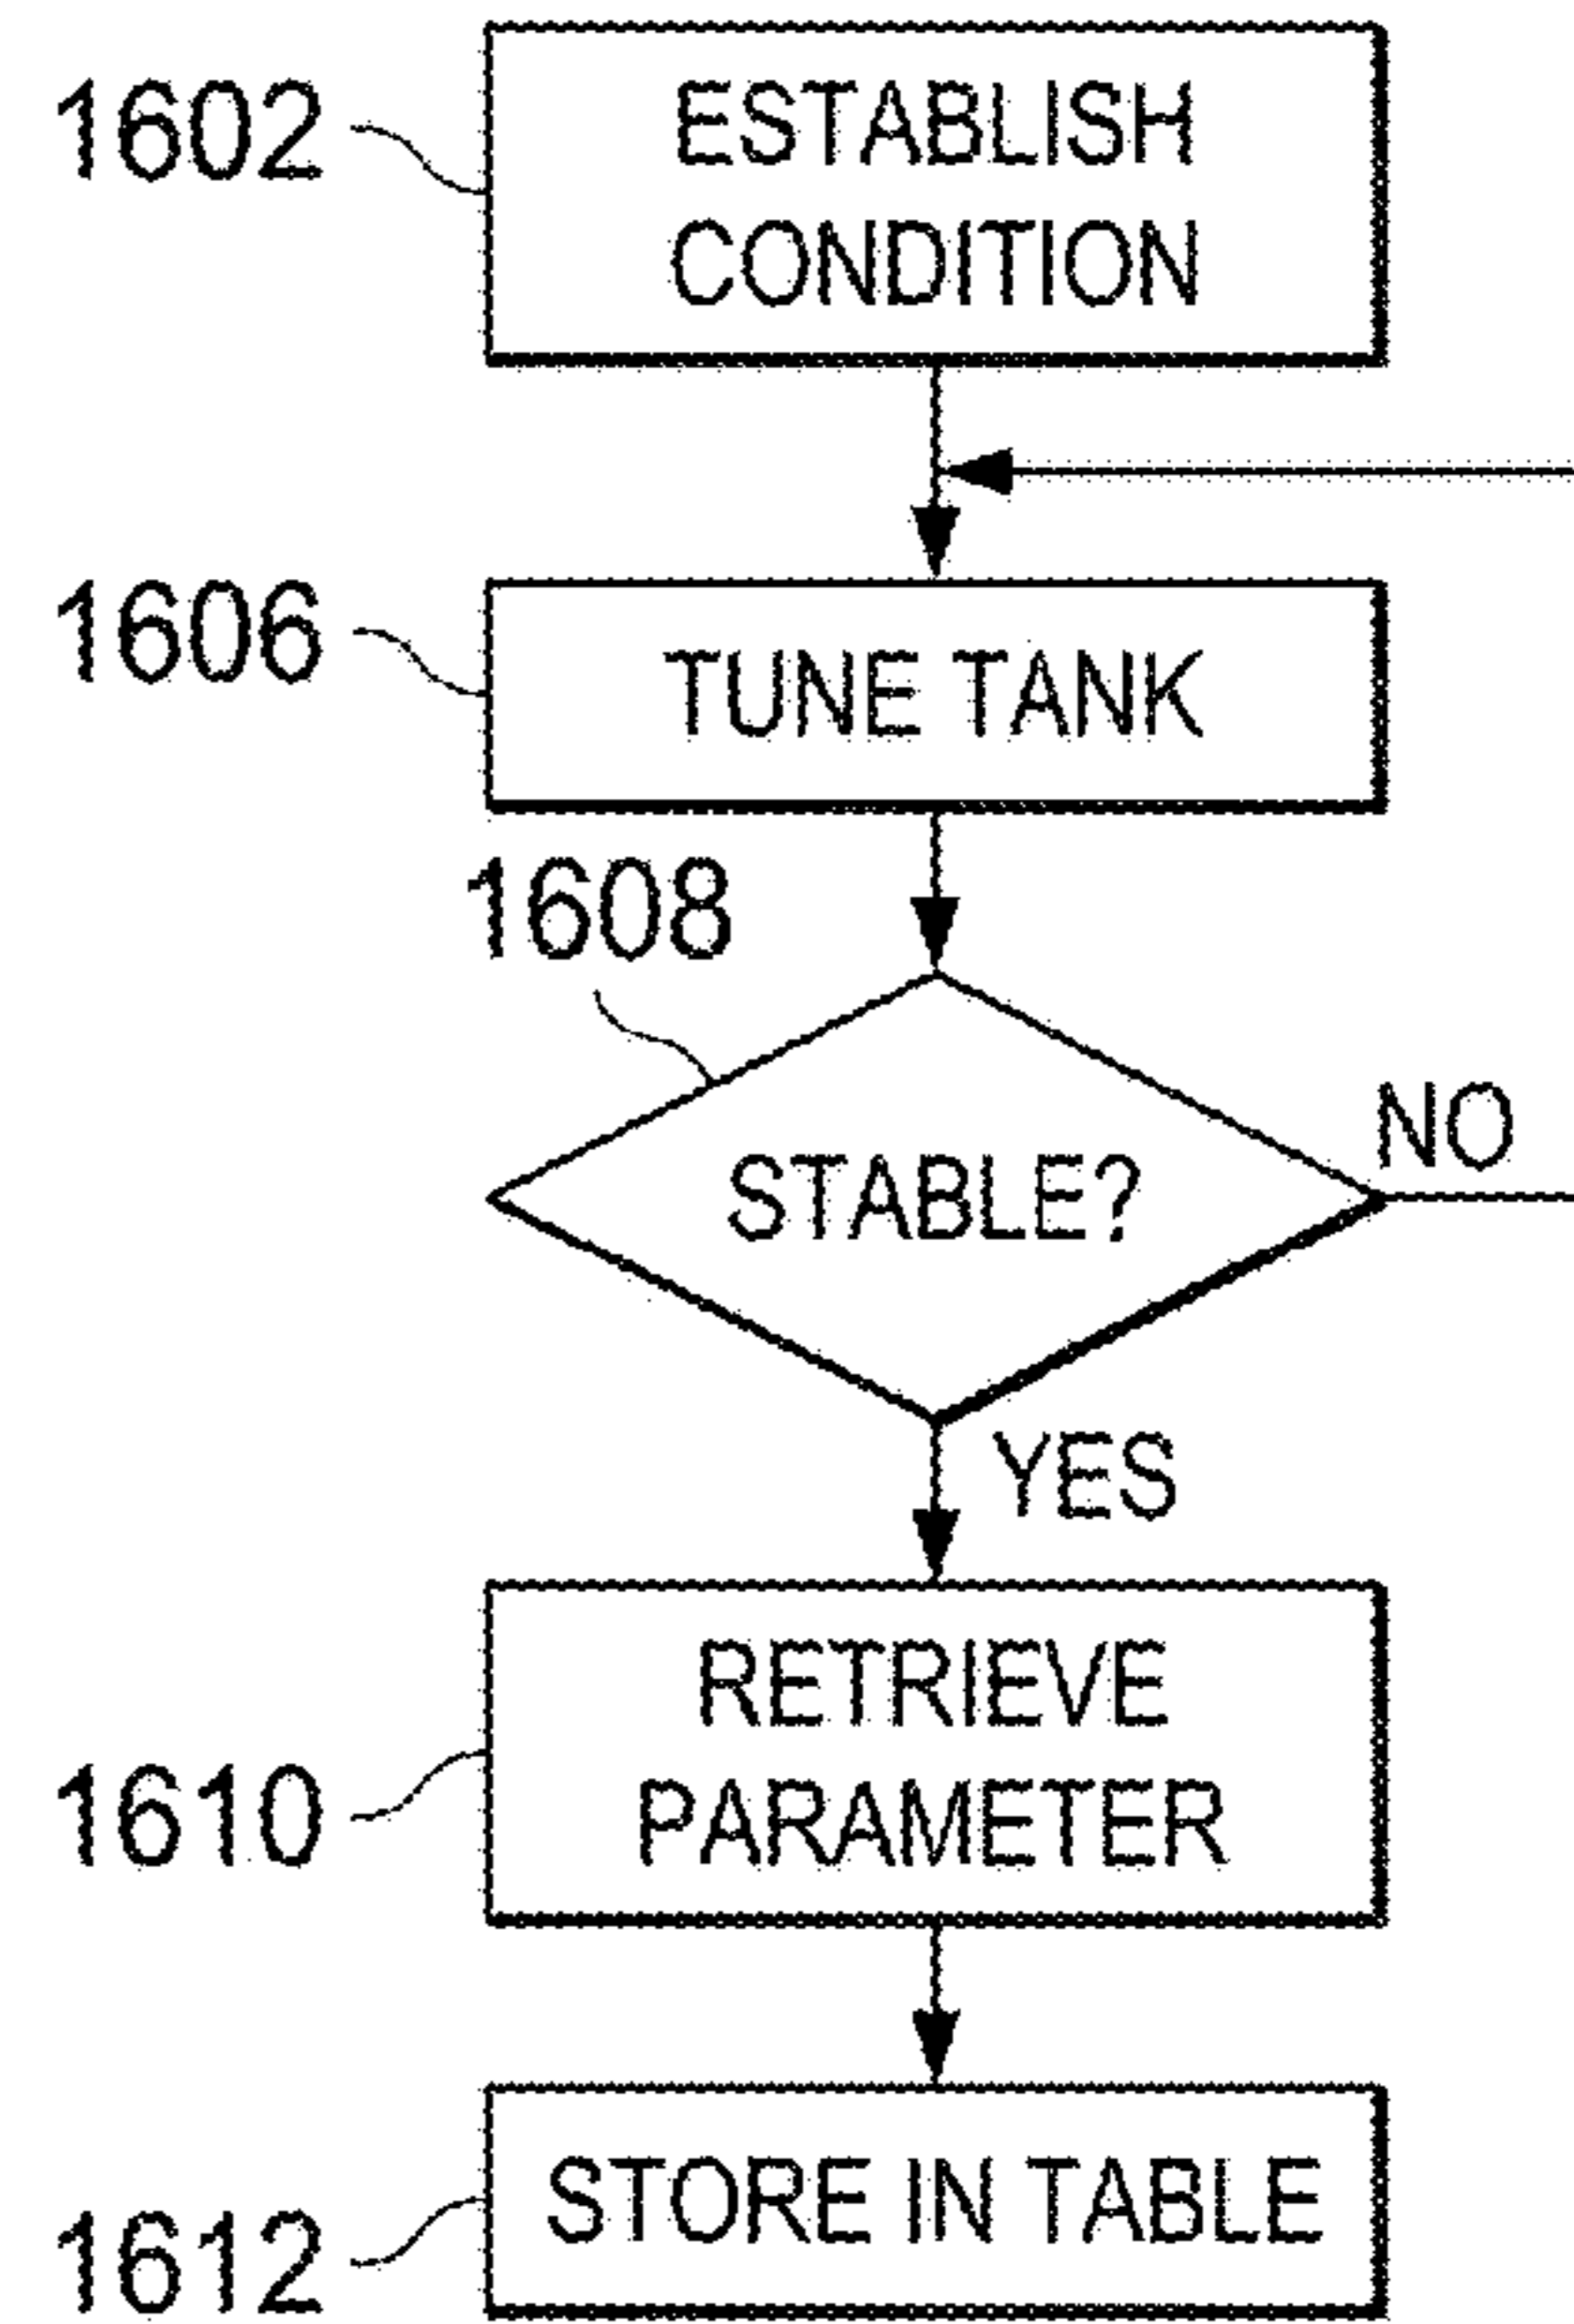 1602
ESTABLISH
CONDITION
1606
TUNE TANK
1608
STABLE?
NO
YES
1610
RETRIEVE
PARAMETER
1612
STORE IN TABLE